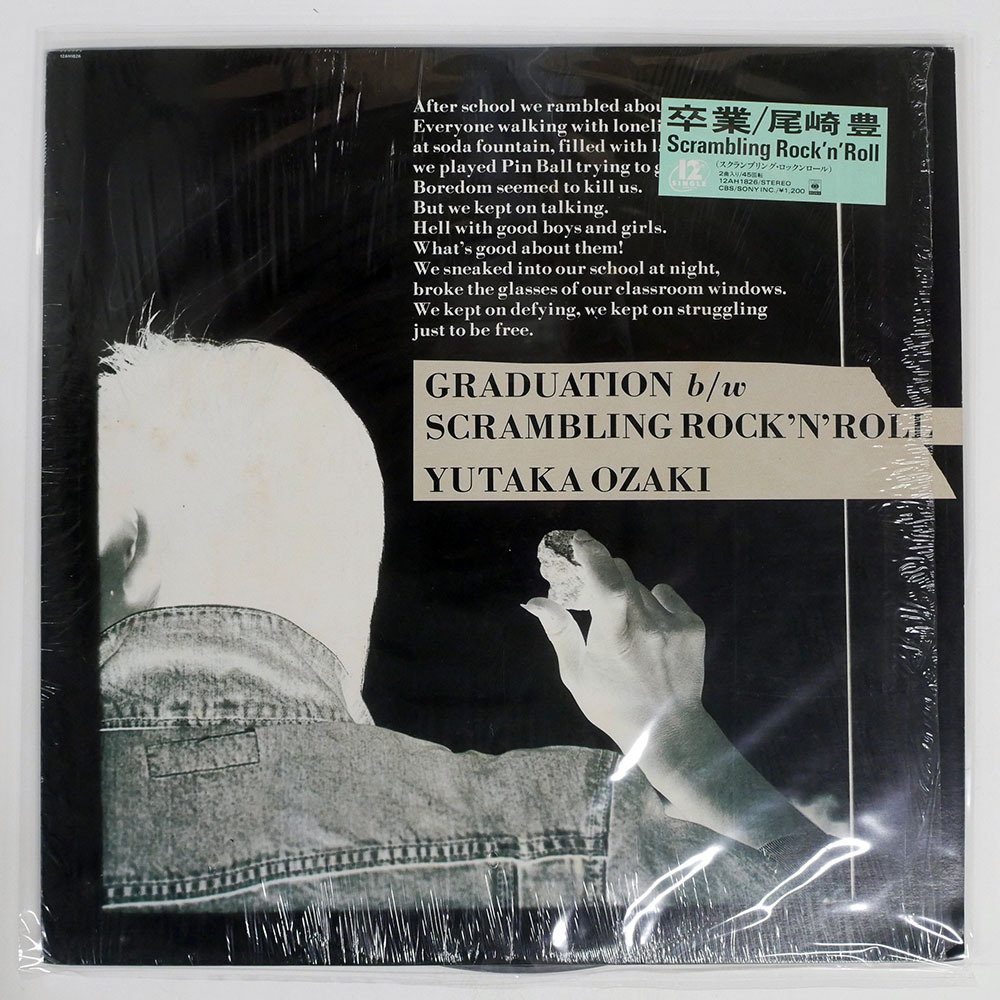 12AH1826
After school we rambled abou
Everyone walking with loneli
at soda fountain, filled with l
we played Pin Ball trying to g
Boredom seemed to kill us.
But we kept on talking.
Hell with good boys and girls.
What's good about them!
We sneaked into our school at night,
broke the glasses of our classroom windows.
We kept on defying, we kept on struggling
just to be free.
卒業/尾崎 豊
Scrambling Rock'n'Roll
(スクランブリング・ロックンロール)
12"
SINGLE
2曲入り/45回転
12AH1826/STEREO
CBS/SONY INC./¥1,200
GRADUATION b/w
SCRAMBLING ROCK'N'ROLL
YUTAKA OZAKI